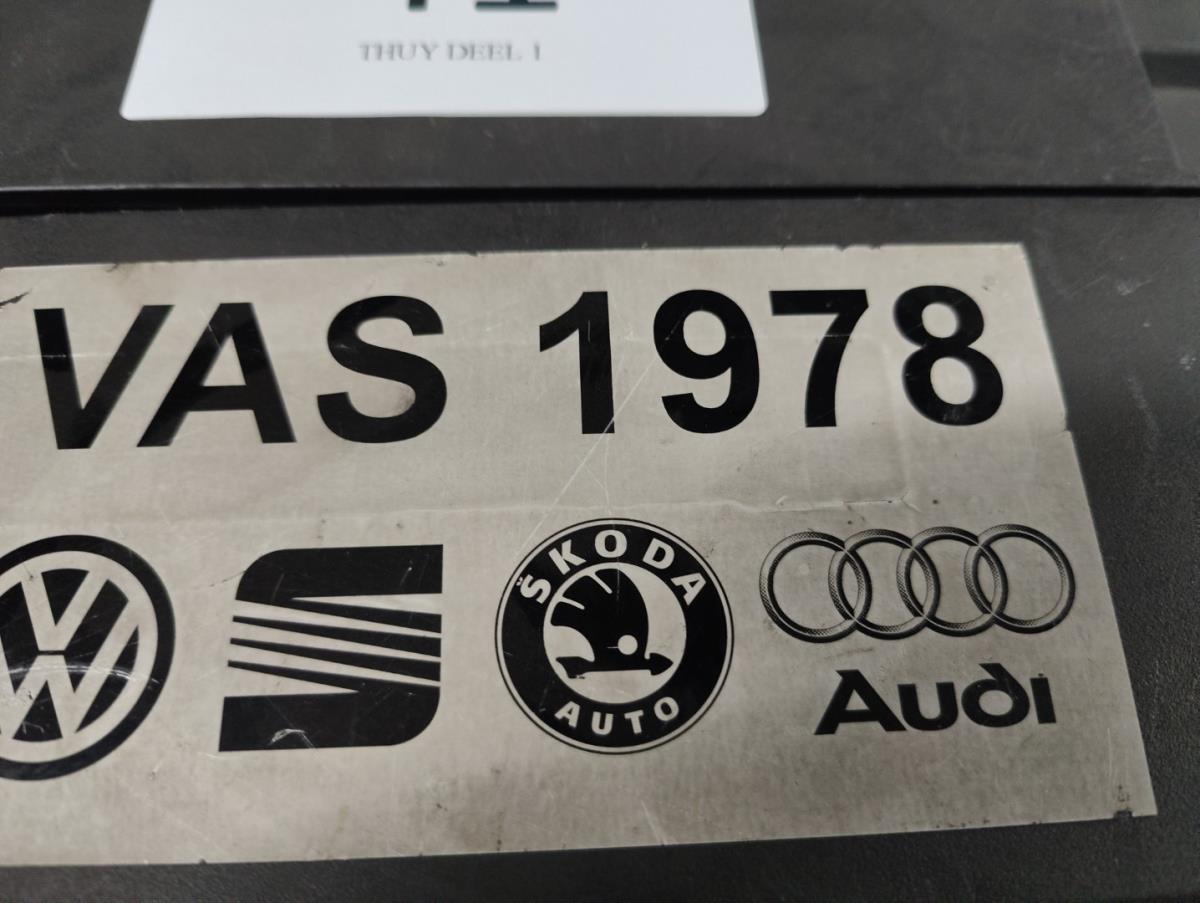 THUY DEEL 1
VAS 1978
ŠKODA
AUTO
Audi